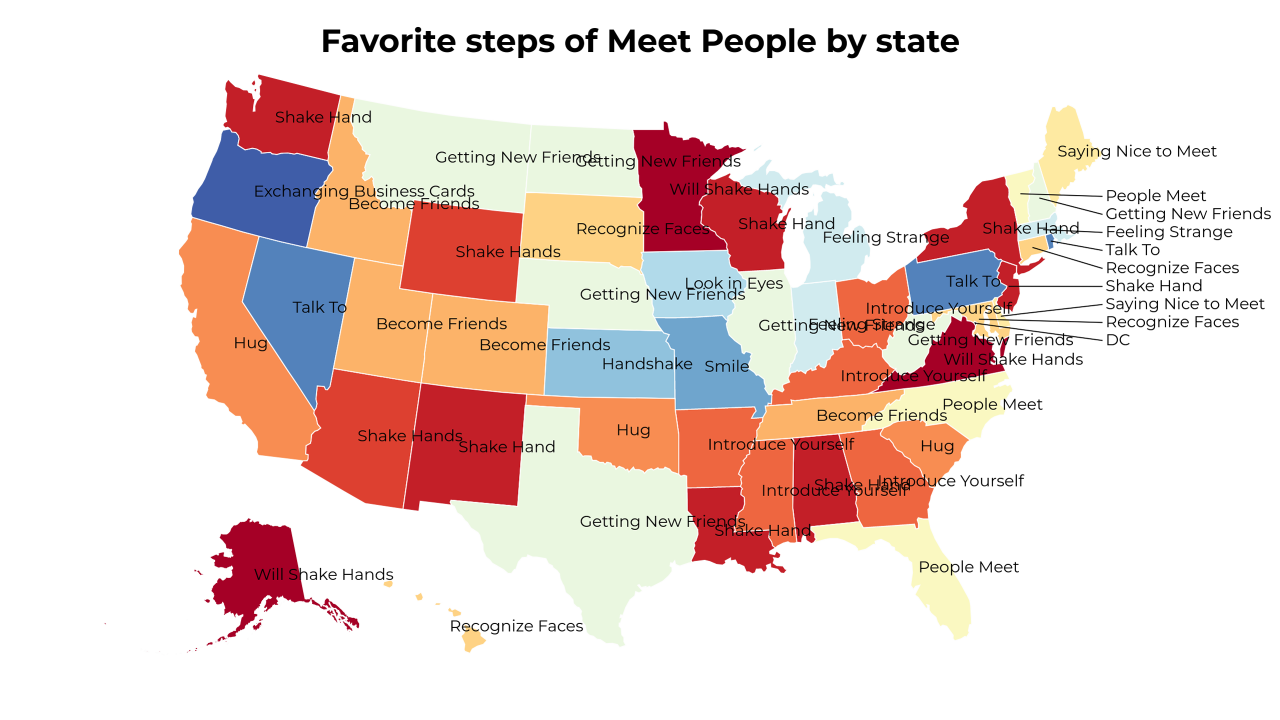 Favorite steps of Meet People by state
Shake Hand
Saying Nice to Meet
Getting New Friends
Getting New Friends
Will Shake Hands
Exchanging Business Cards
Become Friends
People Meet
Getting New Friends
Shake Hand
Shake Hand
Recognize Faces
Feeling Strange
Feeling Strange
Talk To
Shake Hands
Recognize Faces
Talk To
Look in Eyes
Shake Hand
Getting New Friends
Saying Nice to Meet
Talk To
Introduce Yourself
Become Friends
Getting New Friends
Feeling Strange
Recognize Faces
Hug
Become Friends
Getting New Friends
DC
Will Shake Hands
Handshake
Smile
Introduce Yourself
People Meet
Become Friends
Hug
Shake Hands
Shake Hand
Introduce Yourself
Hug
Introduce Yourself
Shake Hand
Introduce Yourself
Getting New Friends
Shake Hand
People Meet
Will Shake Hands
Recognize Faces